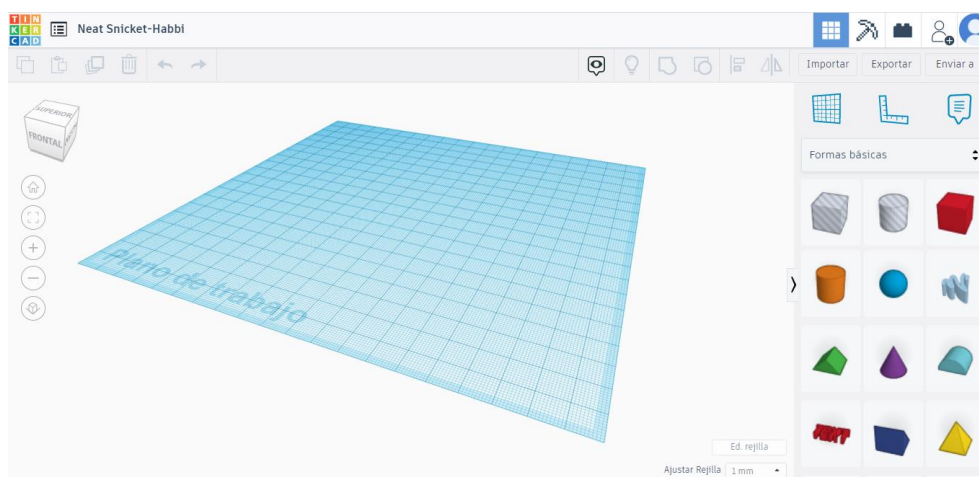 TIN
KER
CAD
Neat Snicket-Habbi
Importar
Exportar
Enviar a
SUPERIOR
FRONTAL
Formas básicas
Plano de trabajo
TEXT
Ed. rejilla
Ajustar Rejilla 1 mm